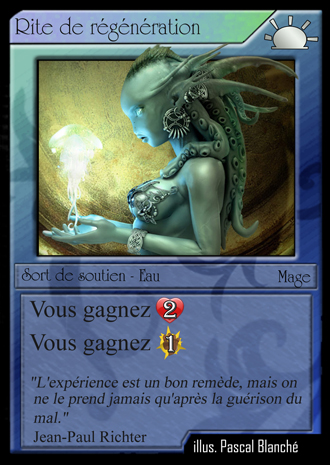 Rite de régénération
Sort de soutien - Eau Mage
Vous gagnez 2
Vous gagnez 1
"L'expérience est un bon remède, mais on
ne le prend jamais qu'après la guérison du
mal."
Jean-Paul Richter
illus. Pascal Blanché